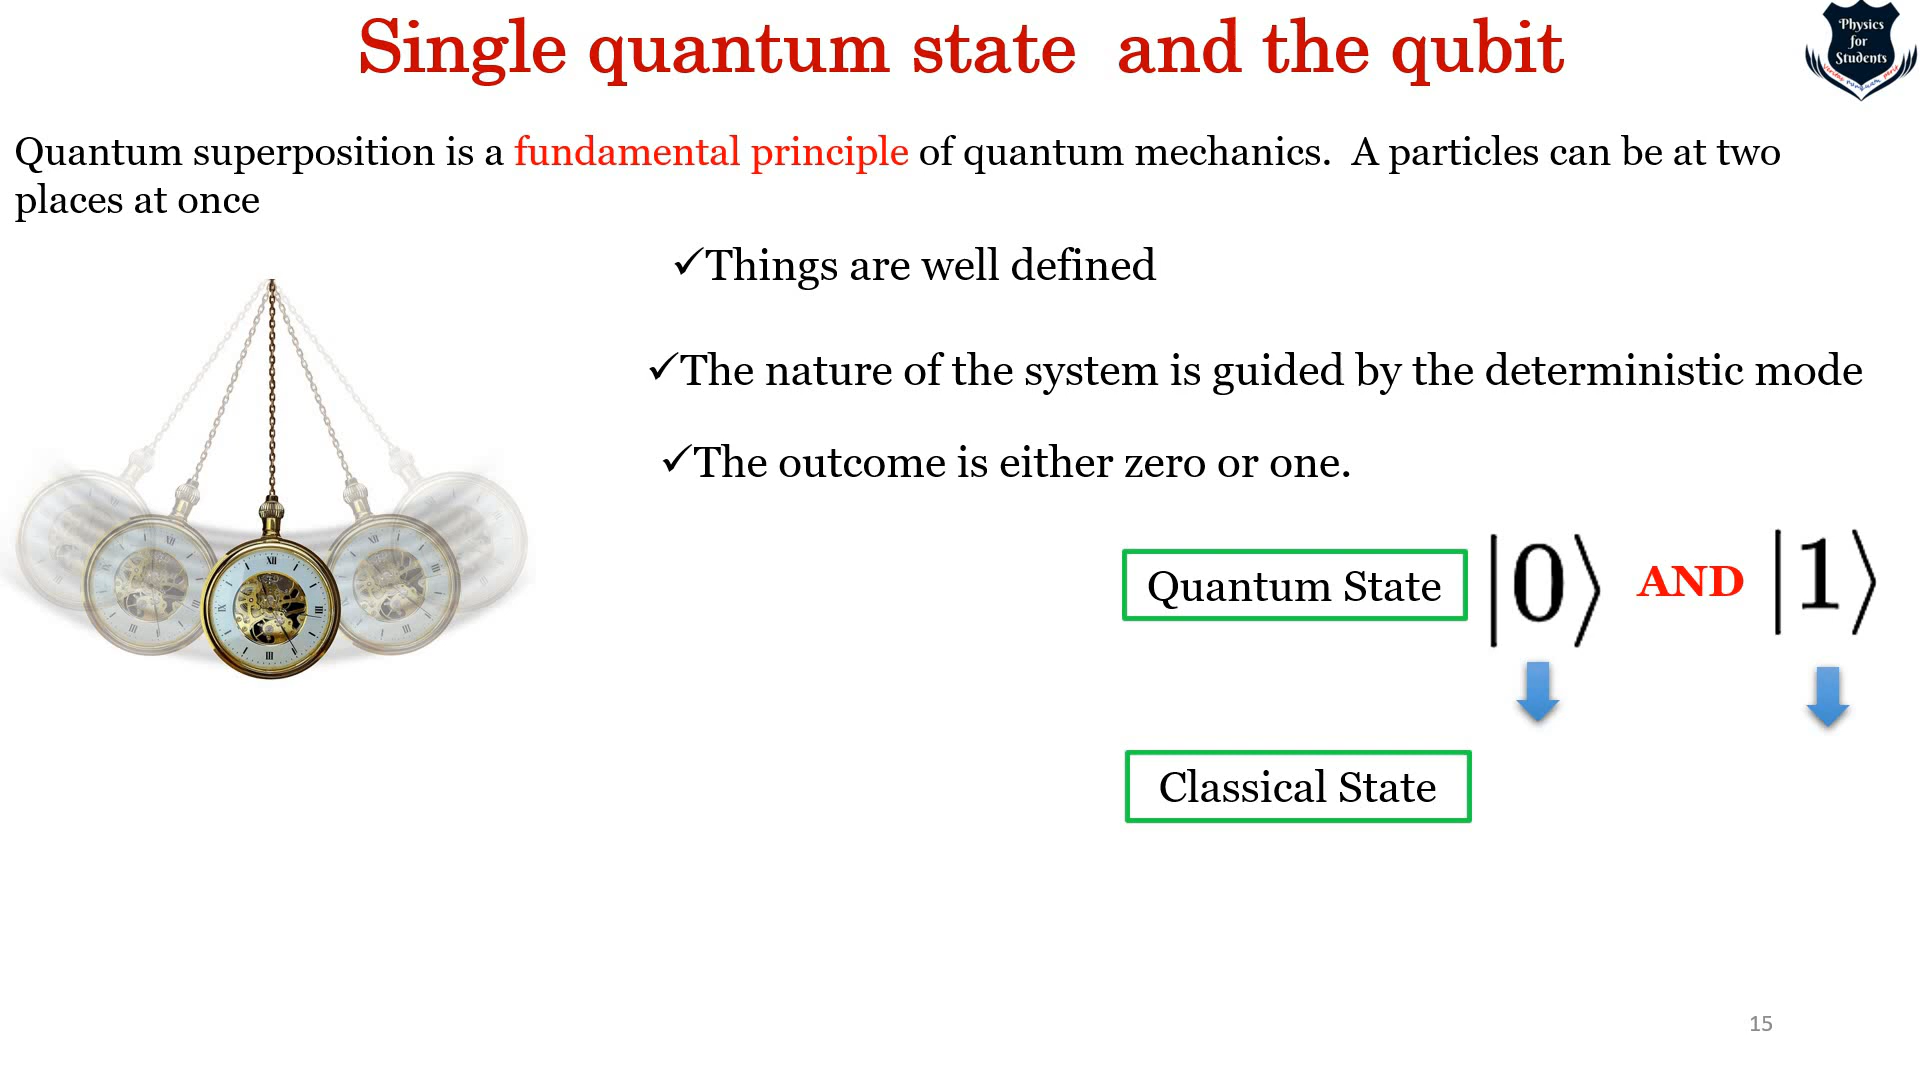 Single quantum state and the qubit
Physics
for
Students
Quantum superposition is a fundamental principle of quantum mechanics. A particles can be at two
places at once
✓Things are well defined
✓The nature of the system is guided by the deterministic mode
✓The outcome is either zero or one.
Quantum State |0⟩ AND |1⟩
Classical State
XII
III
15